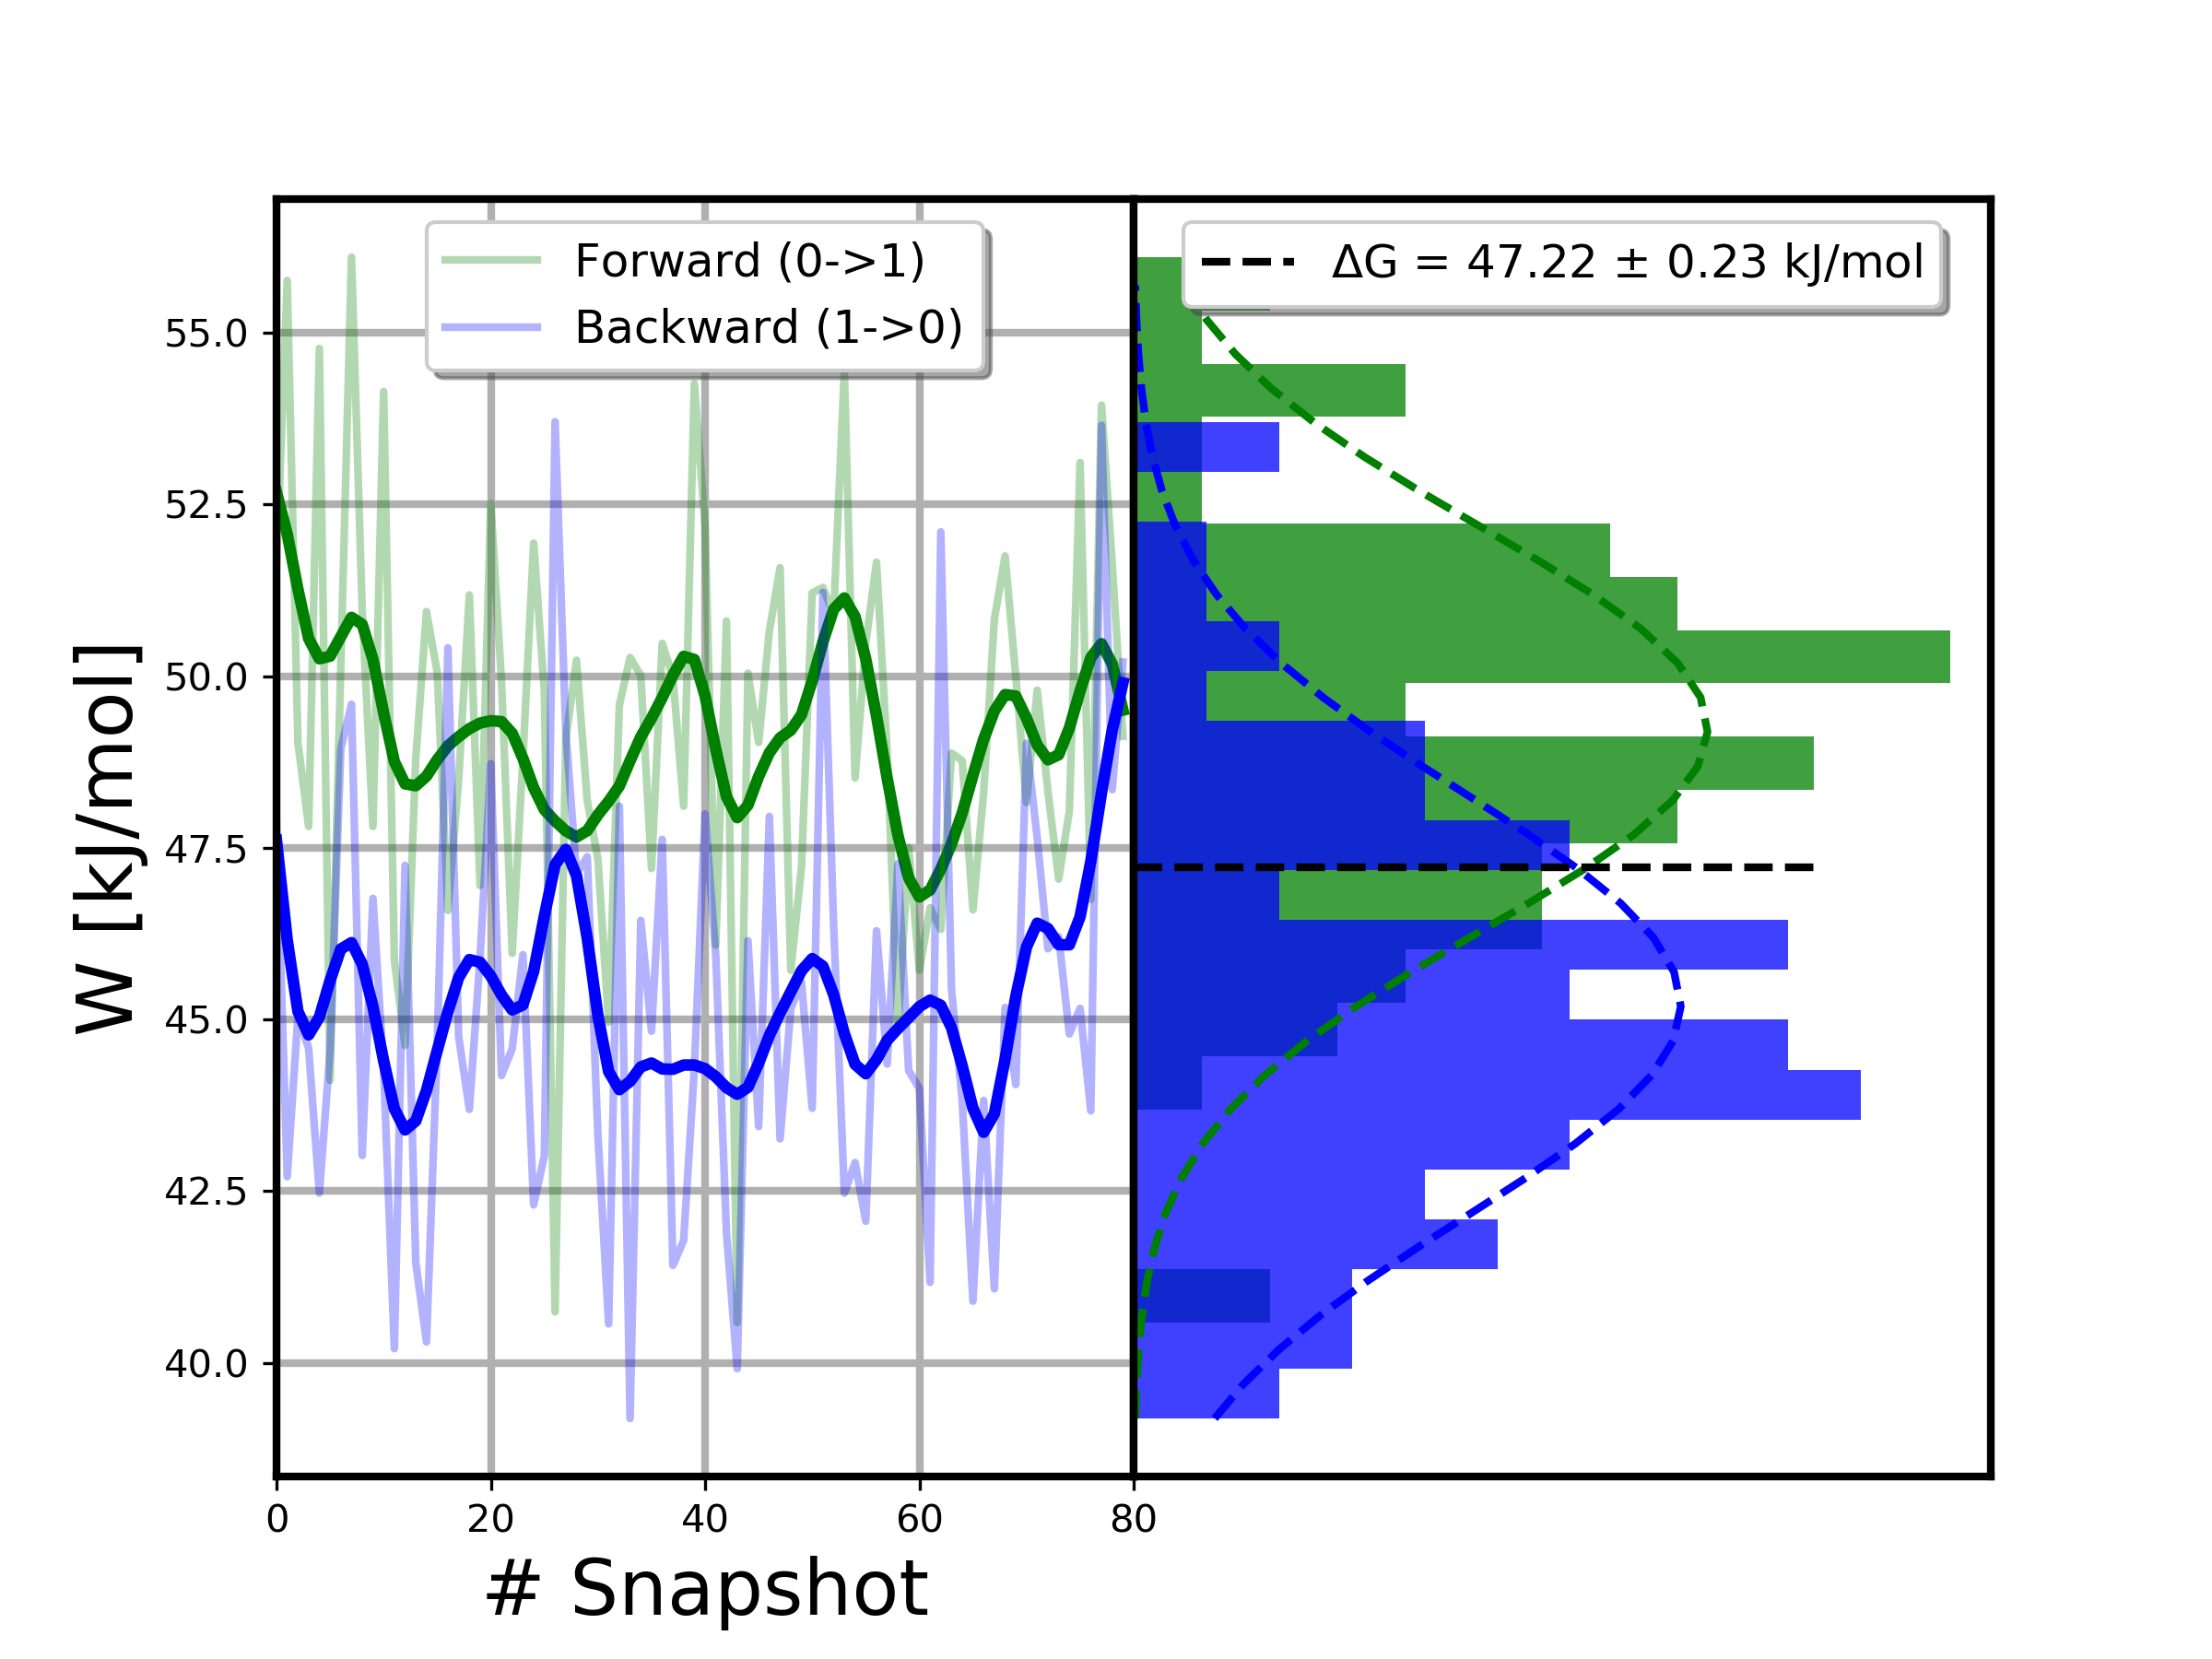 Forward (0->1)
Backward (1->0)
ΔG = 47.22 ± 0.23 kJ/mol
W [kJ/mol]
55.0
52.5
50.0
47.5
45.0
42.5
40.0
0 20 40 60 80
# Snapshot